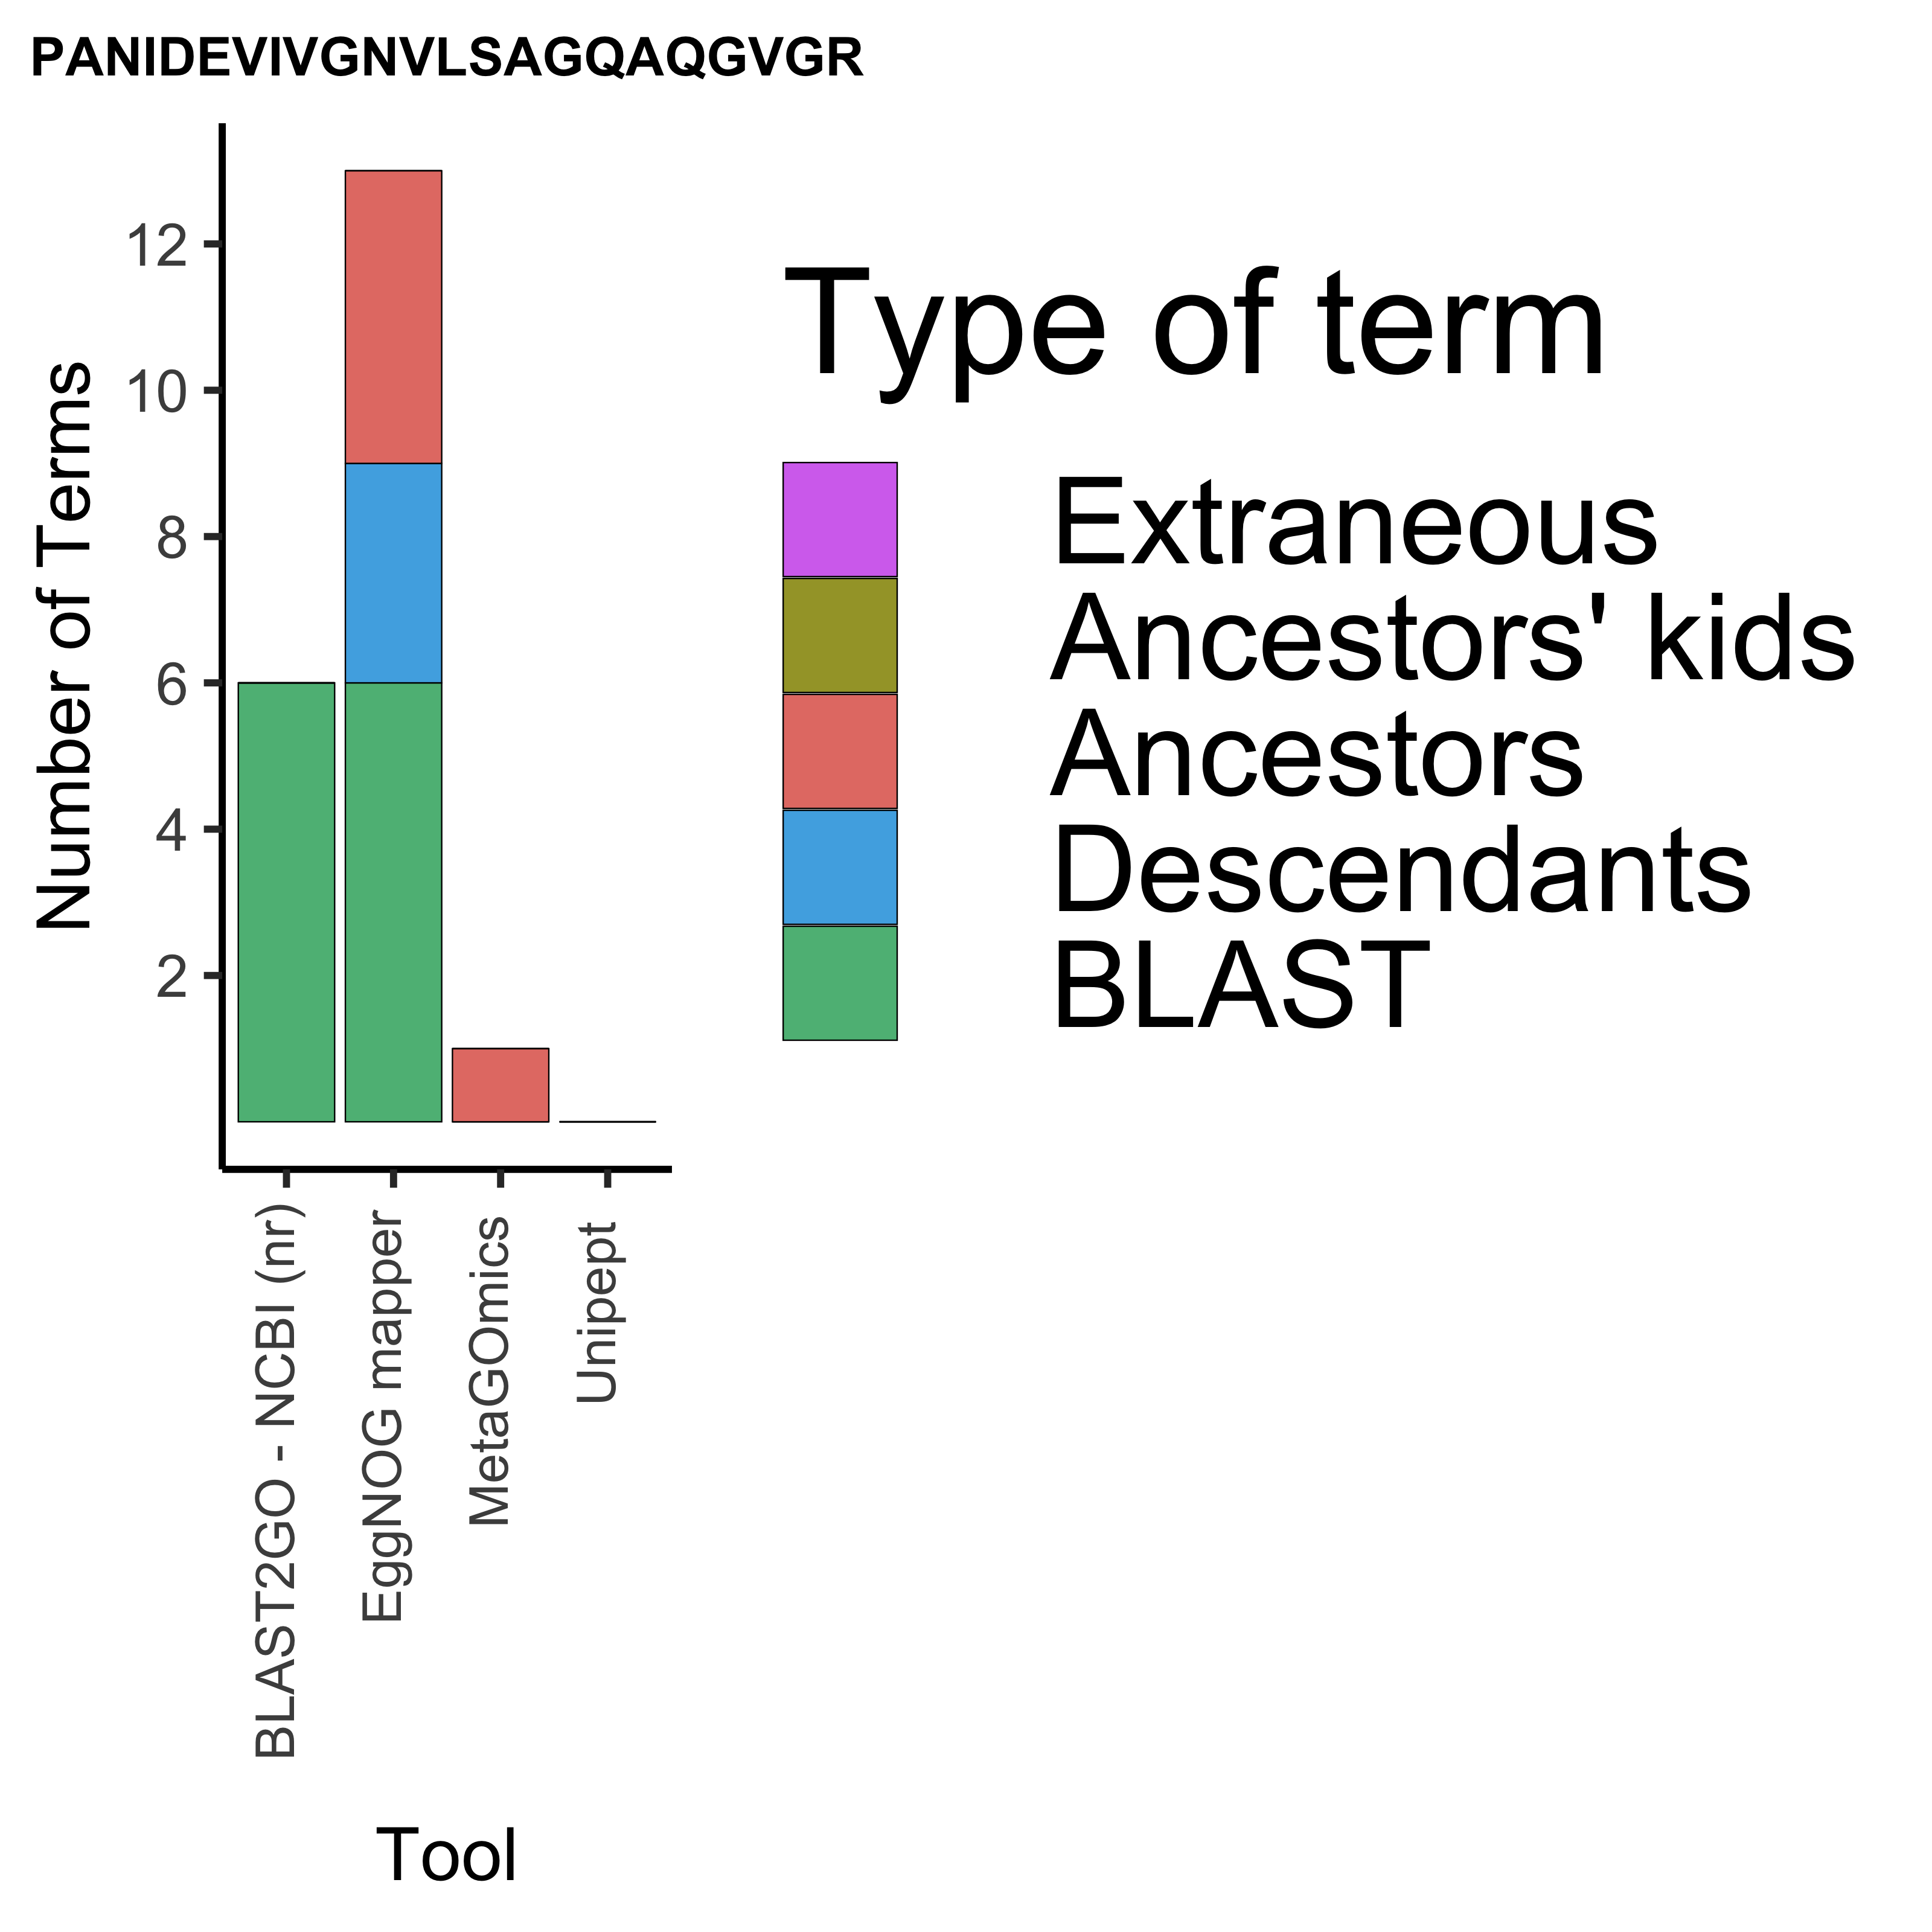 PANIDEVIVGNVLSAGQAQGVGR
Number of Terms
12
10
8
6
4
2
BLAST2GO - NCBI (nr)
EggNOG mapper
MetaGOmics
Unipept
Tool
Type of term
Extraneous
Ancestors' kids
Ancestors
Descendants
BLAST